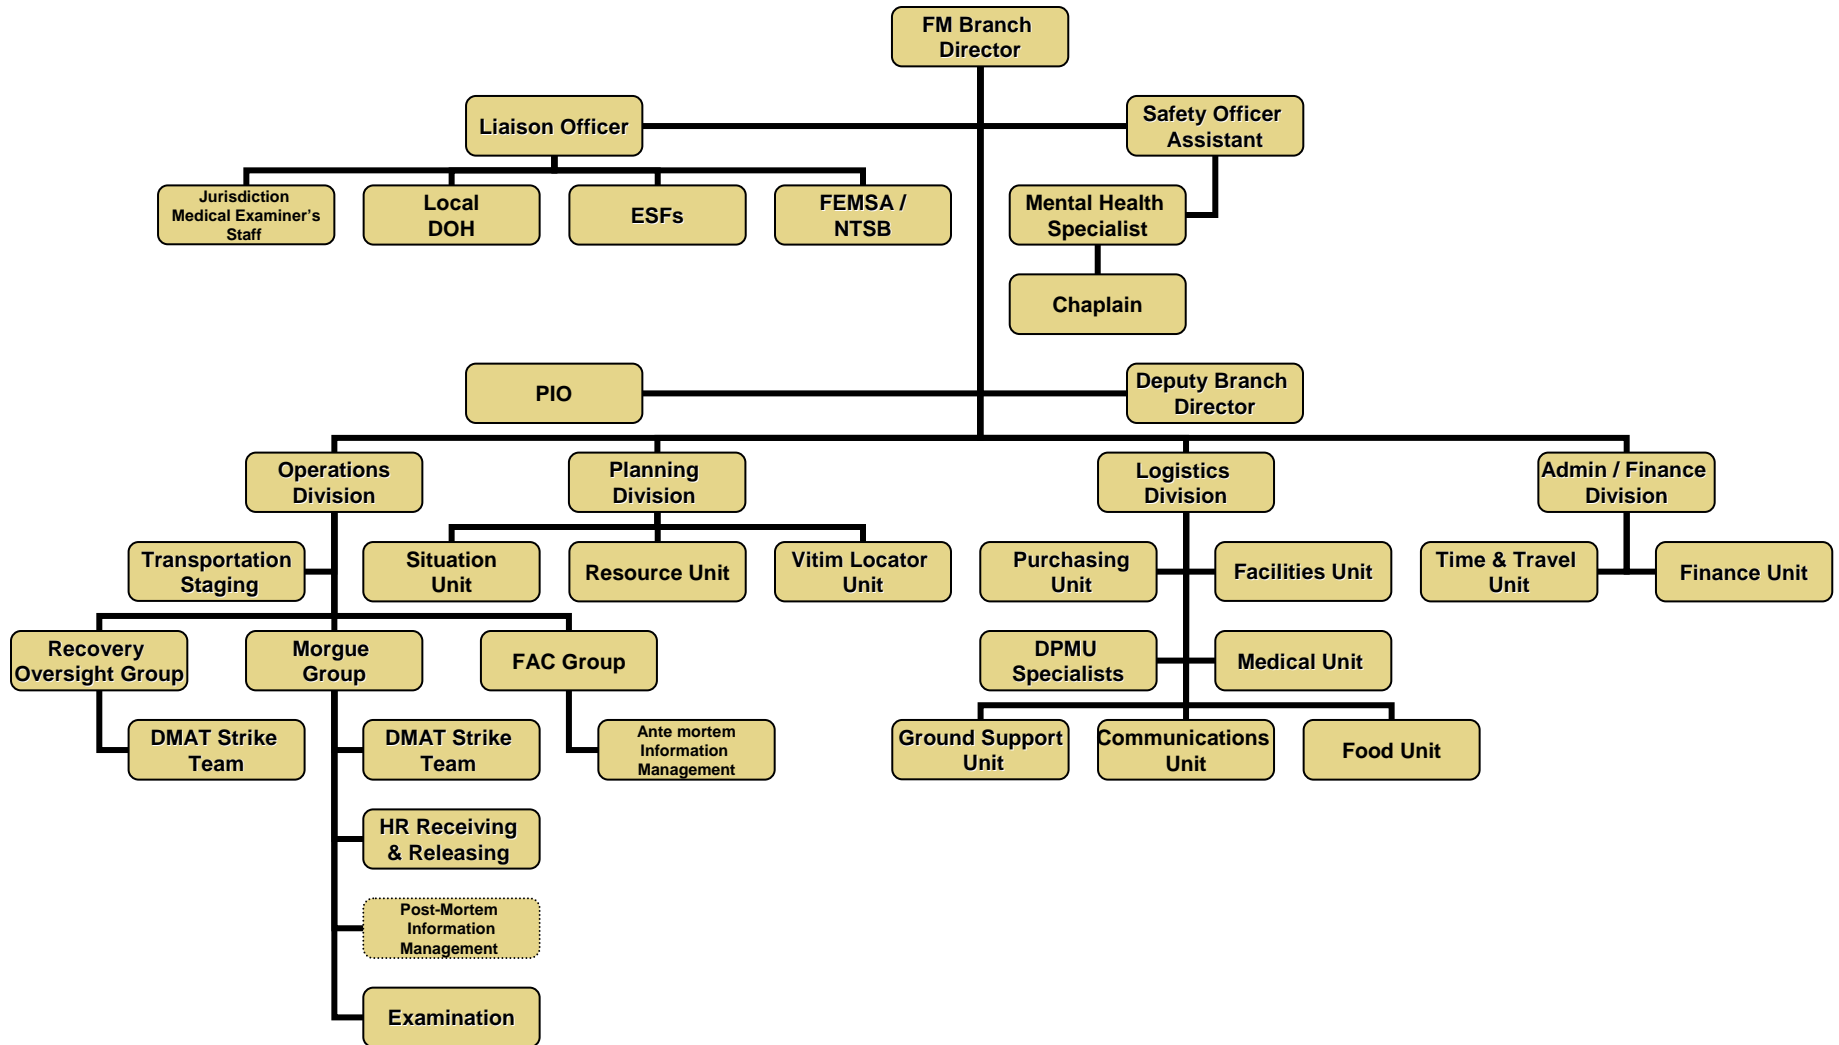 FM Branch
Director
Liaison Officer
Safety Officer
Assistant
Jurisdiction
Medical Examiner's
Staff
Local
DOH
ESFs
FEMSA /
NTSB
Mental Health
Specialist
Chaplain
PIO
Deputy Branch
Director
Operations
Division
Planning
Division
Logistics
Division
Admin / Finance
Division
Transportation
Staging
Situation
Unit
Resource Unit
Vitim Locator
Unit
Purchasing
Unit
Facilities Unit
Time & Travel
Unit
Finance Unit
Recovery
Oversight Group
Morgue
Group
FAC Group
DPMU
Specialists
Medical Unit
DMAT Strike
Team
DMAT Strike
Team
Ante mortem
Information
Management
Ground Support
Unit
Communications
Unit
Food Unit
HR Receiving
& Releasing
Post-Mortem
Information
Management
Examination